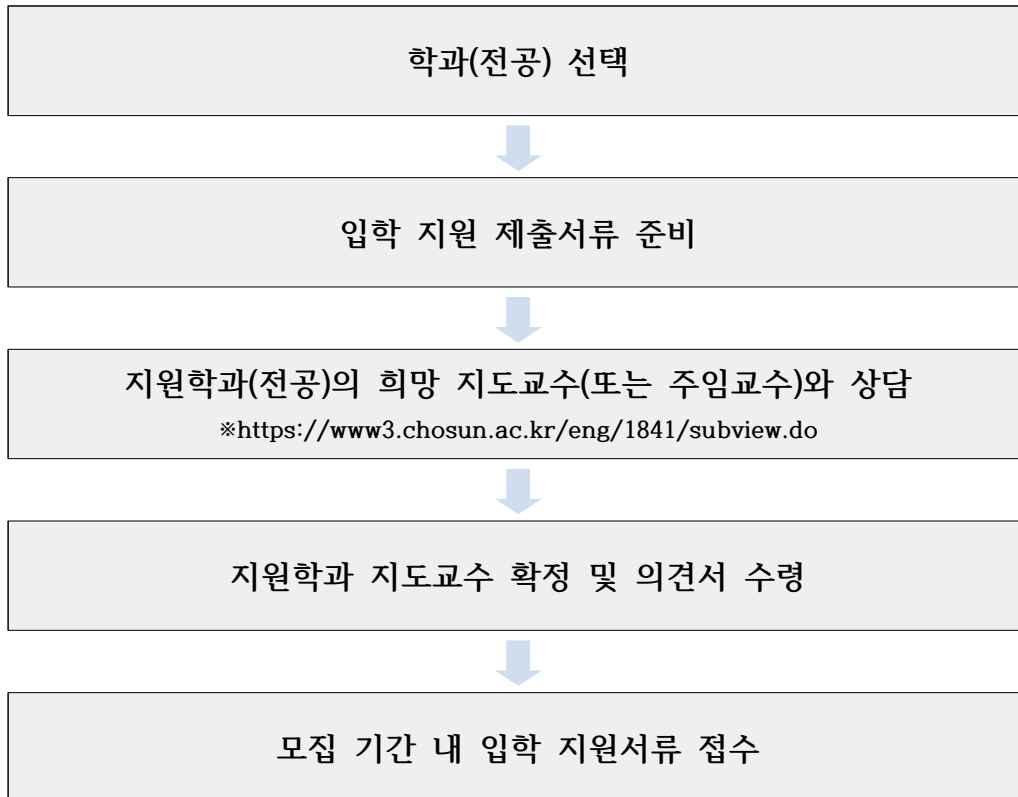 학과(전공) 선택
입학 지원 제출서류 준비
지원학과(전공)의 희망 지도교수(또는 주임교수)와 상담
※https://www3.chosun.ac.kr/eng/1841/subview.do
지원학과 지도교수 확정 및 의견서 수령
모집 기간 내 입학 지원서류 접수